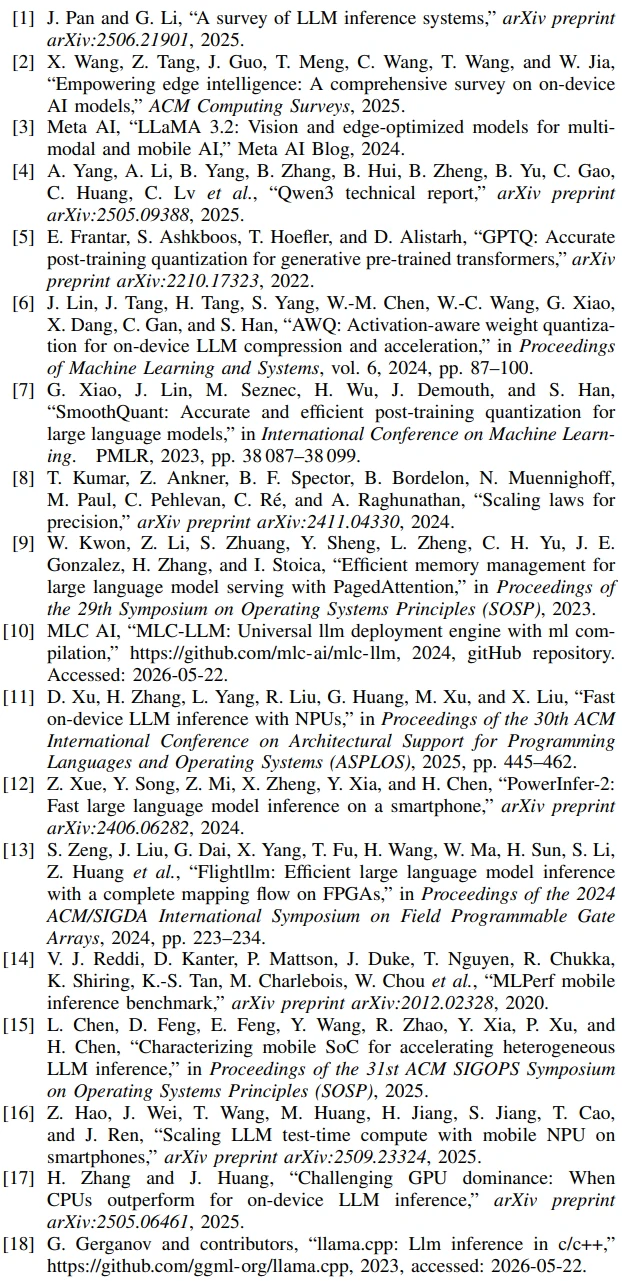 [1] J. Pan and G. Li, “A survey of LLM inference systems,” arXiv preprint
arXiv:2506.21901, 2025.
[2] X. Wang, Z. Tang, J. Guo, T. Meng, C. Wang, T. Wang, and W. Jia,
“Empowering edge intelligence: A comprehensive survey on on-device
AI models,” ACM Computing Surveys, 2025.
[3] Meta AI, “LLaMA 3.2: Vision and edge-optimized models for multi-
modal and mobile AI,” Meta AI Blog, 2024.
[4] A. Yang, A. Li, B. Yang, B. Zhang, B. Hui, B. Zheng, B. Yu, C. Gao,
C. Huang, C. Lv et al., “Qwen3 technical report,” arXiv preprint
arXiv:2505.09388, 2025.
[5] E. Frantar, S. Ashkboos, T. Hoefler, and D. Alistarh, “GPTQ: Accurate
post-training quantization for generative pre-trained transformers,” arXiv
preprint arXiv:2210.17323, 2022.
[6] J. Lin, J. Tang, H. Tang, S. Yang, W.-M. Chen, W.-C. Wang, G. Xiao,
X. Dang, C. Gan, and S. Han, “AWQ: Activation-aware weight quantiza-
tion for on-device LLM compression and acceleration,” in Proceedings
of Machine Learning and Systems, vol. 6, 2024, pp. 87–100.
[7] G. Xiao, J. Lin, M. Seznec, H. Wu, J. Demouth, and S. Han,
“SmoothQuant: Accurate and efficient post-training quantization for
large language models,” in International Conference on Machine Learn-
ing. PMLR, 2023, pp. 38 087–38 099.
[8] T. Kumar, Z. Ankner, B. F. Spector, B. Bordelon, N. Muennighoff,
M. Paul, C. Pehlevan, C. Ré, and A. Raghunathan, “Scaling laws for
precision,” arXiv preprint arXiv:2411.04330, 2024.
[9] W. Kwon, Z. Li, S. Zhuang, Y. Sheng, L. Zheng, C. H. Yu, J. E.
Gonzalez, H. Zhang, and I. Stoica, “Efficient memory management for
large language model serving with PagedAttention,” in Proceedings of
the 29th Symposium on Operating Systems Principles (SOSP), 2023.
[10] MLC AI, “MLC-LLM: Universal llm deployment engine with ml com-
pilation,” https://github.com/mlc-ai/mlc-llm, 2024, gitHub repository.
Accessed: 2026-05-22.
[11] D. Xu, H. Zhang, L. Yang, R. Liu, G. Huang, M. Xu, and X. Liu, “Fast
on-device LLM inference with NPUs,” in Proceedings of the 30th ACM
International Conference on Architectural Support for Programming
Languages and Operating Systems (ASPLOS), 2025, pp. 445–462.
[12] Z. Xue, Y. Song, Z. Mi, X. Zheng, Y. Xia, and H. Chen, “PowerInfer-2:
Fast large language model inference on a smartphone,” arXiv preprint
arXiv:2406.06282, 2024.
[13] S. Zeng, J. Liu, G. Dai, X. Yang, T. Fu, H. Wang, W. Ma, H. Sun, S. Li,
Z. Huang et al., “Flightllm: Efficient large language model inference
with a complete mapping flow on FPGAs,” in Proceedings of the 2024
ACM/SIGDA International Symposium on Field Programmable Gate
Arrays, 2024, pp. 223–234.
[14] V. J. Reddi, D. Kanter, P. Mattson, J. Duke, T. Nguyen, R. Chukka,
K. Shiring, K.-S. Tan, M. Charlebois, W. Chou et al., “MLPerf mobile
inference benchmark,” arXiv preprint arXiv:2012.02328, 2020.
[15] L. Chen, D. Feng, E. Feng, Y. Wang, R. Zhao, Y. Xia, P. Xu, and
H. Chen, “Characterizing mobile SoC for accelerating heterogeneous
LLM inference,” in Proceedings of the 31st ACM SIGOPS Symposium
on Operating Systems Principles (SOSP), 2025.
[16] Z. Hao, J. Wei, T. Wang, M. Huang, H. Jiang, S. Jiang, T. Cao,
and J. Ren, “Scaling LLM test-time compute with mobile NPU on
smartphones,” arXiv preprint arXiv:2509.23324, 2025.
[17] H. Zhang and J. Huang, “Challenging GPU dominance: When
CPUs outperform for on-device LLM inference,” arXiv preprint
arXiv:2505.06461, 2025.
[18] G. Gerganov and contributors, “llama.cpp: Llm inference in c/c++,”
https://github.com/ggml-org/llama.cpp, 2023, accessed: 2026-05-22.